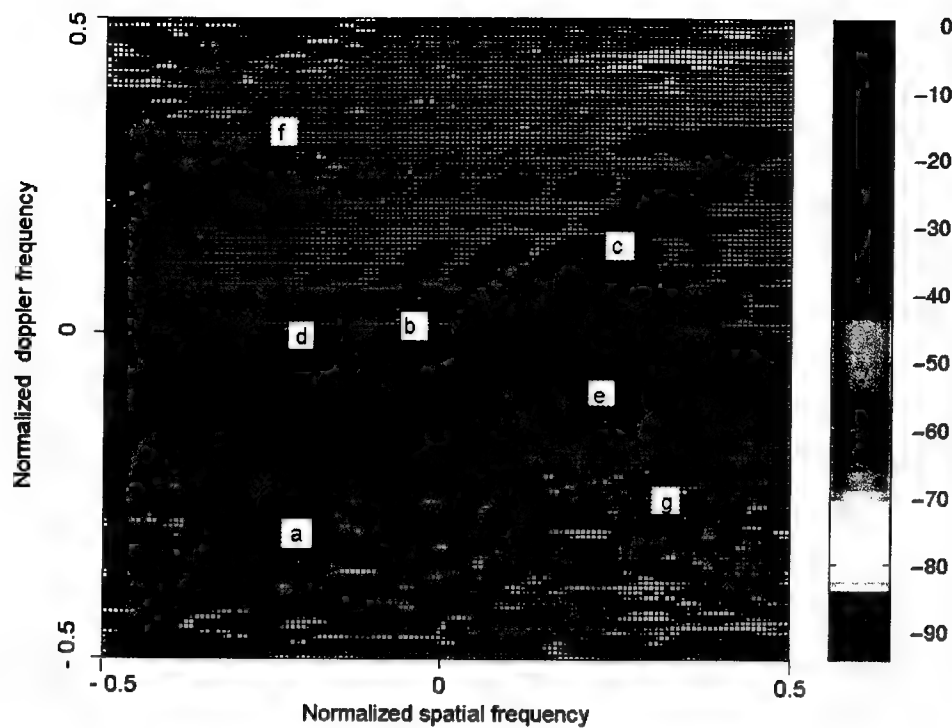 0.5
0
-0.5
Normalized doppler frequency
f
c
d
b
e
g
a
-0.5
0
0.5
Normalized spatial frequency
0
-10
-20
-30
-40
-50
-60
-70
-80
-90